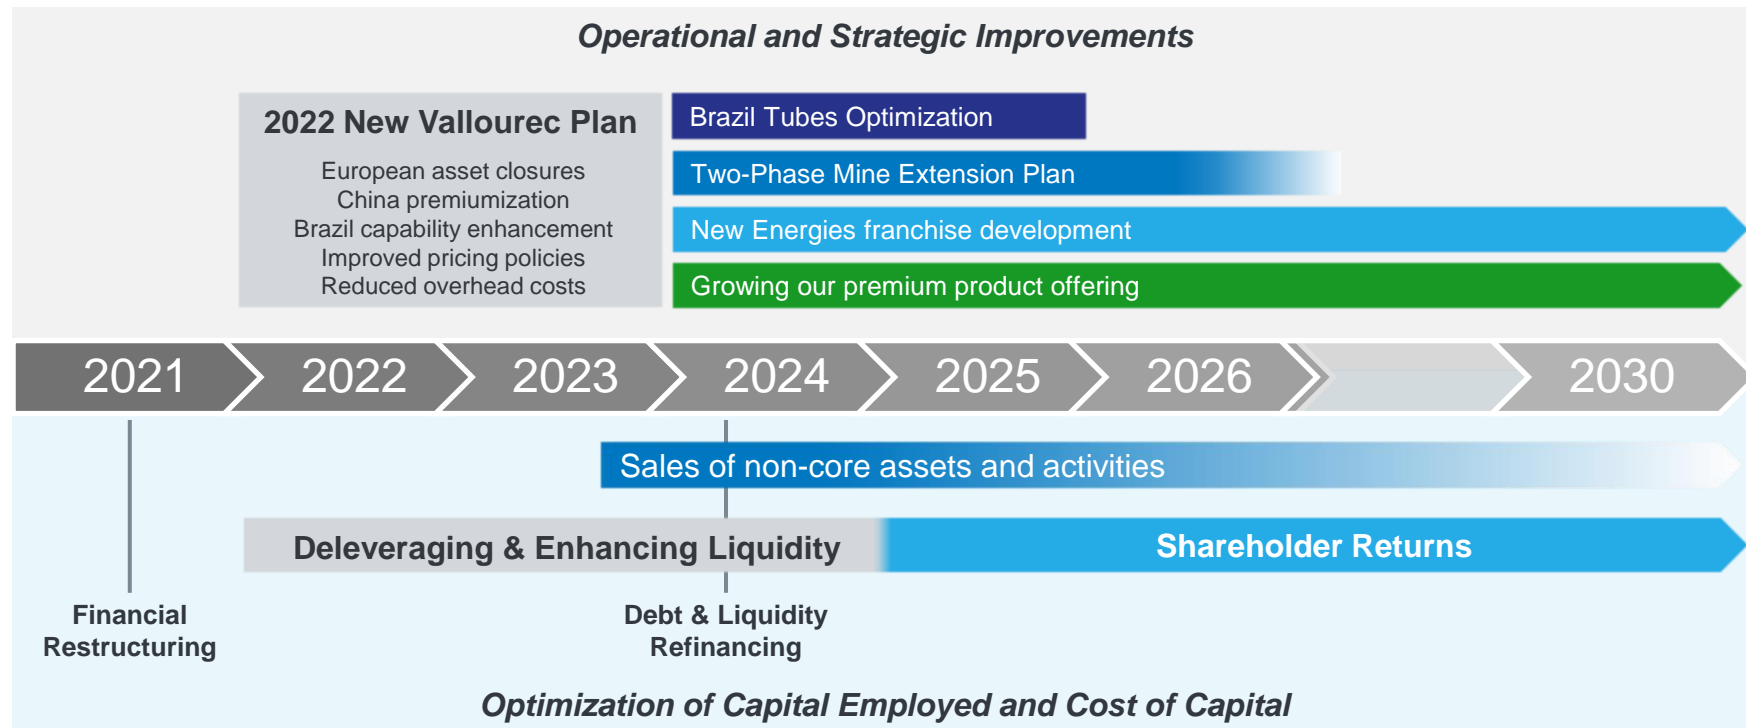 Operational and Strategic Improvements
2022 New Vallourec Plan
European asset closures
China premiumization
Brazil capability enhancement
Improved pricing policies
Reduced overhead costs
Brazil Tubes Optimization
Two-Phase Mine Extension Plan
New Energies franchise development
Growing our premium product offering
2021 2022 2023 2024 2025 2026 2030
Sales of non-core assets and activities
Deleveraging & Enhancing Liquidity
Shareholder Returns
Financial
Restructuring
Debt & Liquidity
Refinancing
Optimization of Capital Employed and Cost of Capital